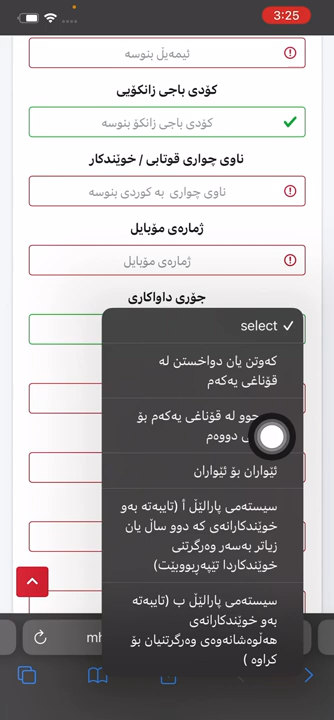 3:25
ئیمەیڵ بنوسە
کۆدی باجی زانکۆیی
کۆدی باجی زانکۆ بنوسە
ناوی چواری قوتابی / خوێندکار
ناوی چواری بە کوردی بنوسە
ژمارەی مۆبایل
ژمارەی مۆبایل
جۆری داواکاری
select
کەوتن یان دواخستن لە
قۆناغی یەکەم
لە قۆناغی یەکەم بۆ
دووەم
ئێواران بۆ ئێواران
سیستەمی پارالێڵ أ (تایبەتە بەو
خوێندکارانەی کە دوو ساڵ یان
زیاتر بەسەر وەرگرتنی
خوێندکاردا تێپەڕبووبێت)
سیستەمی پارالێڵ ب (تایبەتە
بەو خوێندکارانەی
هەڵوەشانەوەی وەرگرتنیان بۆ
کراوە )